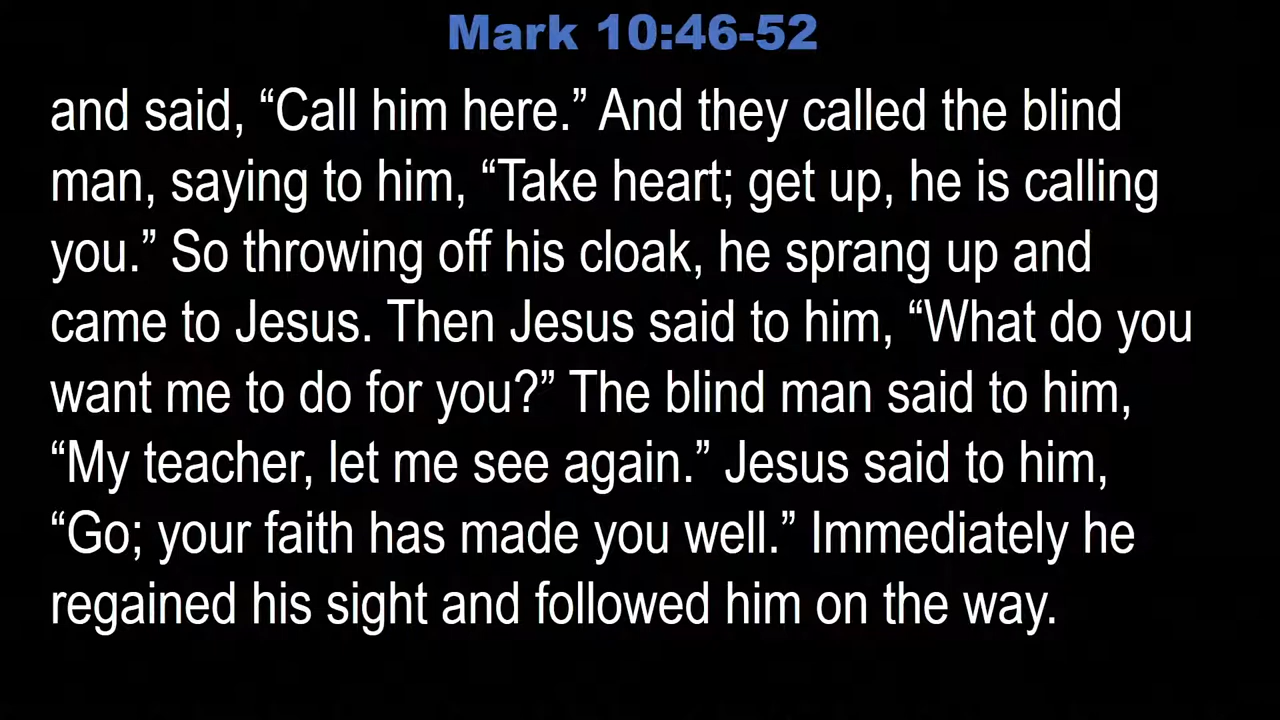 Mark 10:46-52
and said, “Call him here.” And they called the blind
man, saying to him, “Take heart; get up, he is calling
you.” So throwing off his cloak, he sprang up and
came to Jesus. Then Jesus said to him, “What do you
want me to do for you?” The blind man said to him,
“My teacher, let me see again.” Jesus said to him,
“Go; your faith has made you well.” Immediately he
regained his sight and followed him on the way.